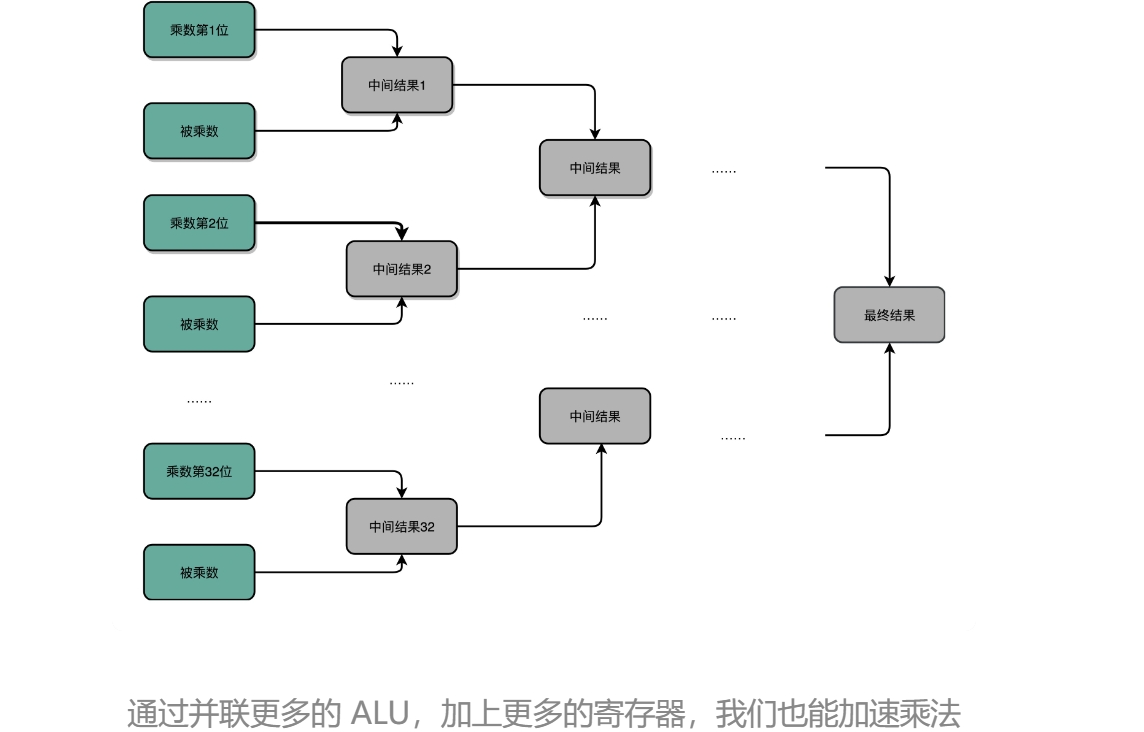 乘数第1位
中间结果1
被乘数
中间结果
……
乘数第2位
中间结果2
被乘数
……
……
最终结果
……
……
中间结果
……
乘数第32位
中间结果32
被乘数
通过并联更多的 ALU，加上更多的寄存器，我们也能加速乘法